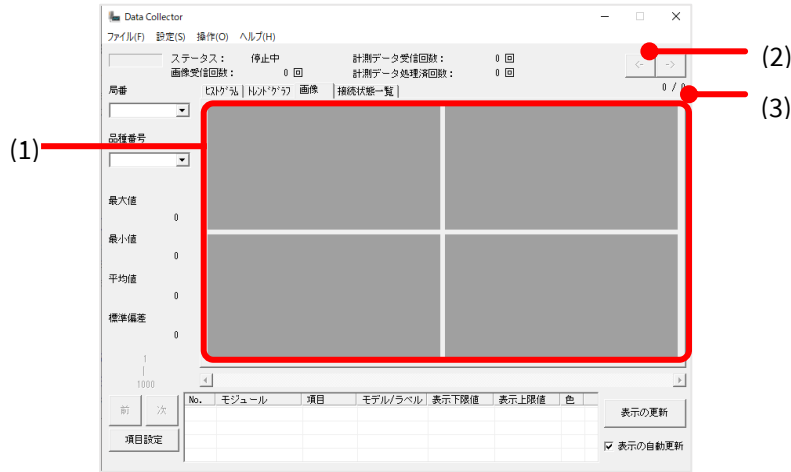 Data Collector
ファイル(F) 設定(S) 操作(O) ヘルプ(H)
ステータス： 停止中 計測データ受信回数： 0 回
画像受信回数： 0 回 計測データ処理済回数： 0 回
<- ->
(2)
局番 ﾋｽﾄｸﾞﾗﾑ ﾄﾚﾝﾄﾞｸﾞﾗﾌ 画像 接続状態一覧 0 / 0
(3)
品種番号
(1)
最大値
0
最小値
0
平均値
0
標準偏差
0
1
|
1000
前 次
No. モジュール 項目 モデル/ラベル 表示下限値 表示上限値 色
表示の更新
項目設定
表示の自動更新